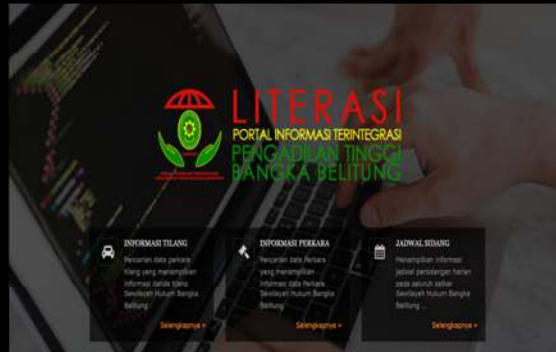 LITERASI
PORTAL INFORMASI TERINTEGRASI
PENGADILAN TINGGI
BANGKA BELITUNG
INFORMASI TILANG
Pencarian data perkara
tilang yang menampilkan
informasi denda tilang
Sewilayah Hukum Bangka
Belitung
Selengkapnya »
INFORMASI PERKARA
Pencarian data Perkara
yang menampilkan
informasi data Perkara
Sewilayah Hukum Bangka
Belitung
Selengkapnya »
JADWAL SIDANG
Menampilkan Informasi
jadwal persidangan harian
pada seluruh satker
Sewilayah Hukum Bangka
Belitung ...
Selengkapnya »